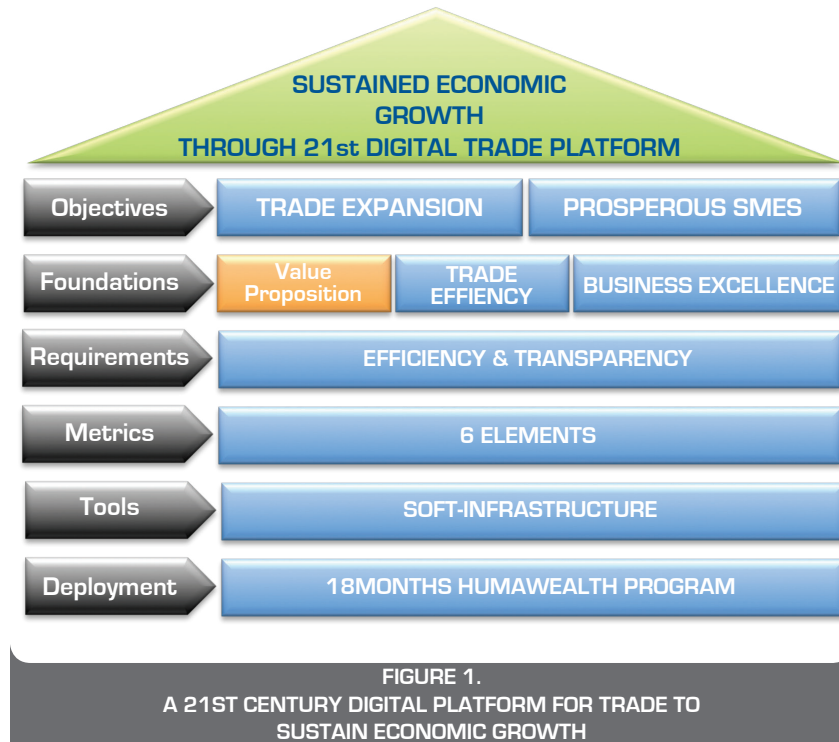 SUSTAINED ECONOMIC
GROWTH
THROUGH 21st DIGITAL TRADE PLATFORM
Objectives
TRADE EXPANSION
PROSPEROUS SMES
Foundations
Value
Proposition
TRADE
EFFIENCY
BUSINESS EXCELLENCE
Requirements
EFFICIENCY & TRANSPARENCY
Metrics
6 ELEMENTS
Tools
SOFT-INFRASTRUCTURE
Deployment
18MONTHS HUMAWEALTH PROGRAM
FIGURE 1.
A 21ST CENTURY DIGITAL PLATFORM FOR TRADE TO
SUSTAIN ECONOMIC GROWTH